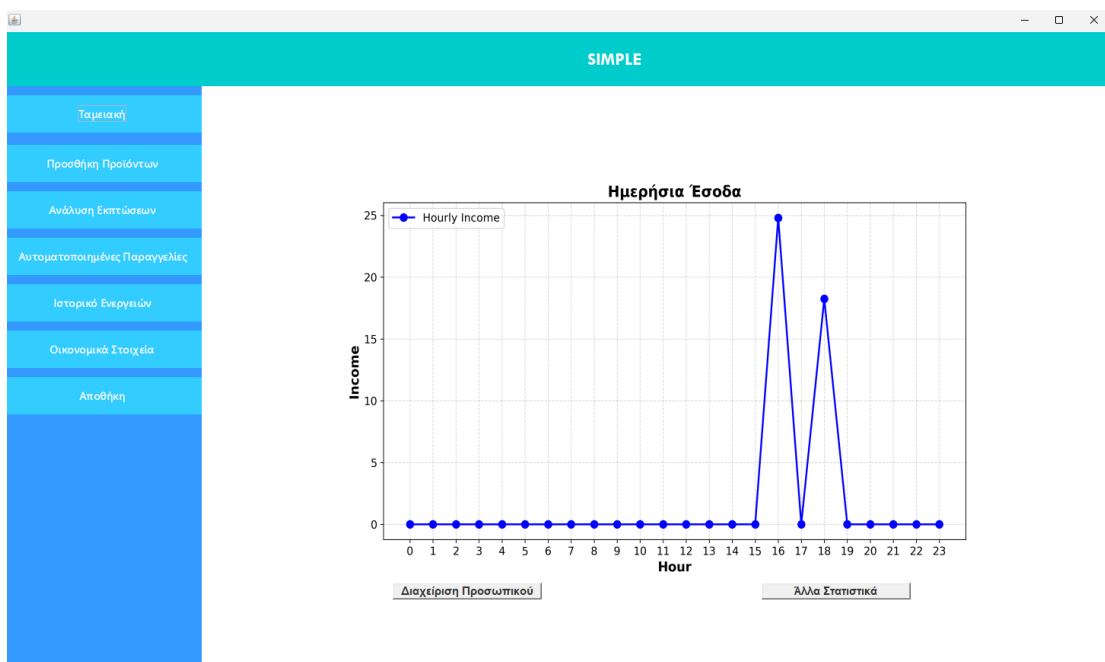 SIMPLE
Ταμειακή
Προσθήκη Προϊόντων
Ανάλυση Εκπτώσεων
Αυτοματοποιημένες Παραγγελίες
Ιστορικό Ενεργειών
Οικονομικά Στοιχεία
Αποθήκη
Ημερήσια Έσοδα
Hourly Income
25
20
15
10
5
0
Income
0 1 2 3 4 5 6 7 8 9 10 11 12 13 14 15 16 17 18 19 20 21 22 23
Hour
Διαχείριση Προσωπικού
Άλλα Στατιστικά